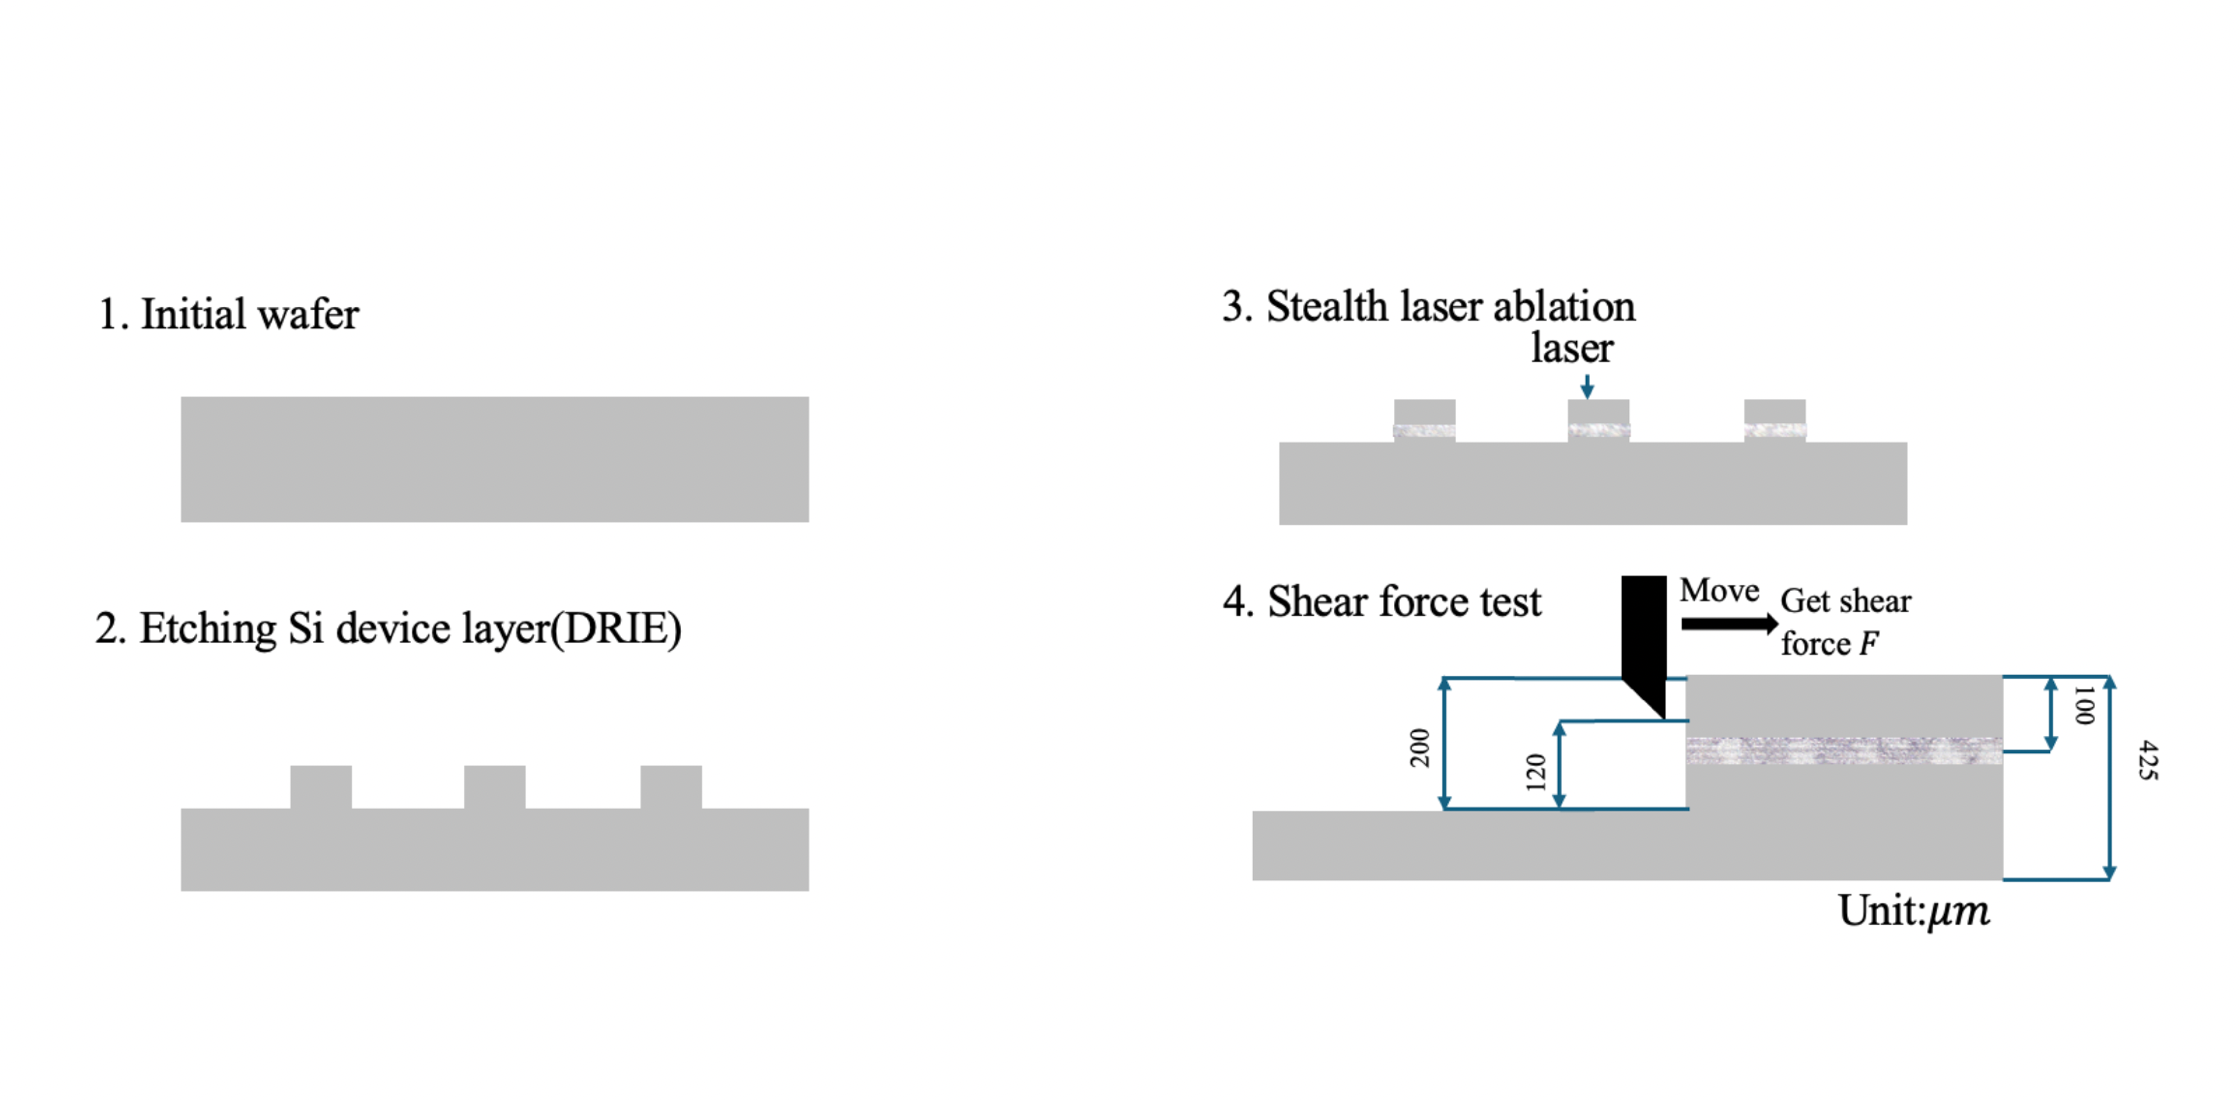 1. Initial wafer
2. Etching Si device layer(DRIE)
3. Stealth laser ablation
laser
4. Shear force test
Move
Get shear
force F
200
120
100
425
Unit:μm